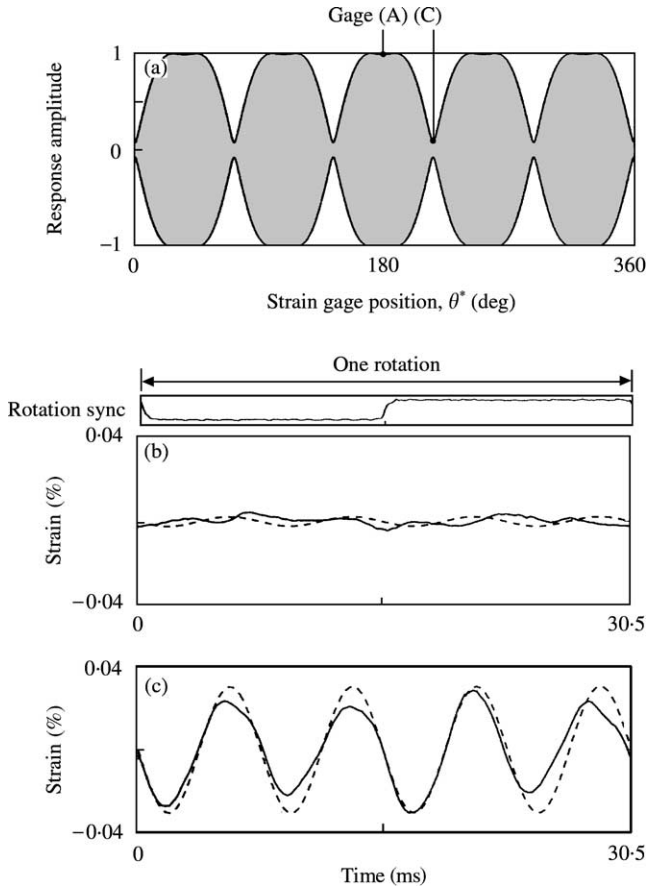 Gage (A) (C)
(a)
Response amplitude
1
0
−1
0
180
360
Strain gage position, θ* (deg)
One rotation
Rotation sync
0·04
(b)
Strain (%)
−0·04
0
30·5
0·04
(c)
Strain (%)
−0·04
0
30·5
Time (ms)